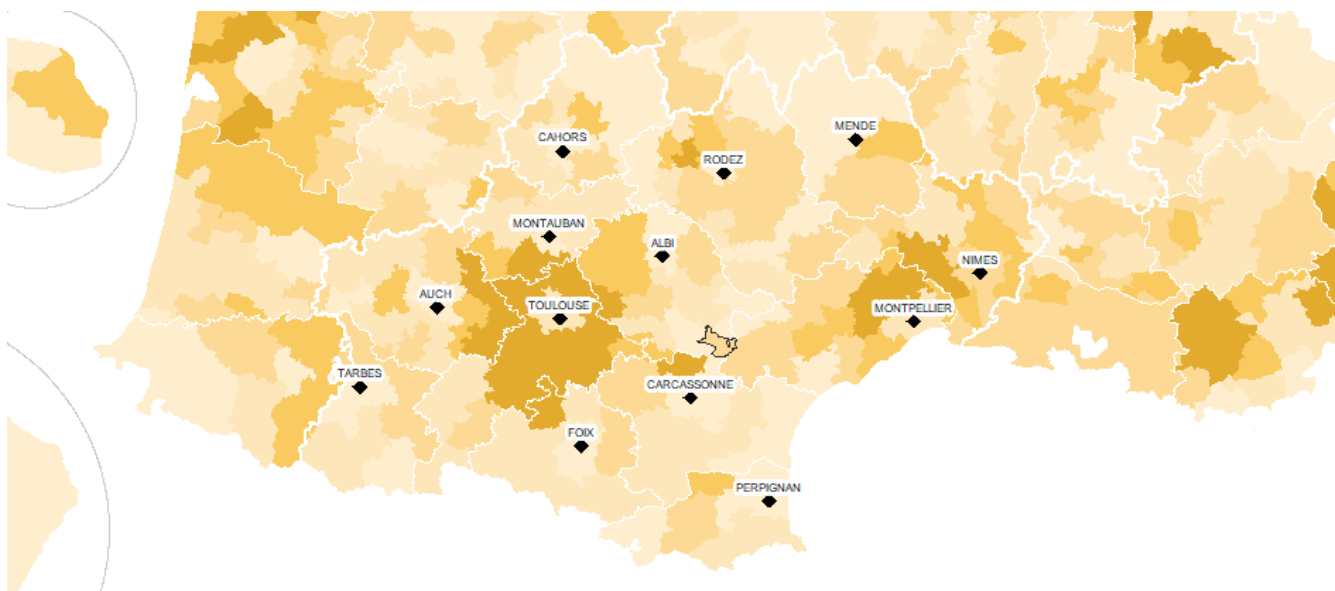 MENDE
CAHORS
RODEZ
MONTAUBAN
ALBI
NIMES
AUCH
TOULOUSE
MONTPELLIER
TARBES
CARCASSONNE
FOIX
PERPIGNAN